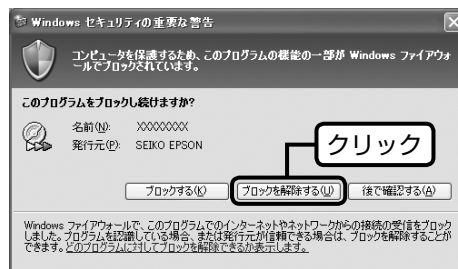 Windows セキュリティの重要な警告
コンピュータを保護するため、このプログラムの機能の一部が Windows ファイアウォ
ールでブロックされています。
このプログラムをブロックし続けますか?
名前(N): XXXXXXXX
発行元(P): SEIKO EPSON
クリック
ブロックする(K) ブロックを解除する(U) 後で確認する(A)
Windows ファイアウォールで、このプログラムでのインターネットやネットワークからの接続の受信をブロック
しました。プログラムを認識している場合、または発行元が信頼できる場合は、ブロックを解除することが
できます。どのプログラムに対してブロックを解除できるか表示します。